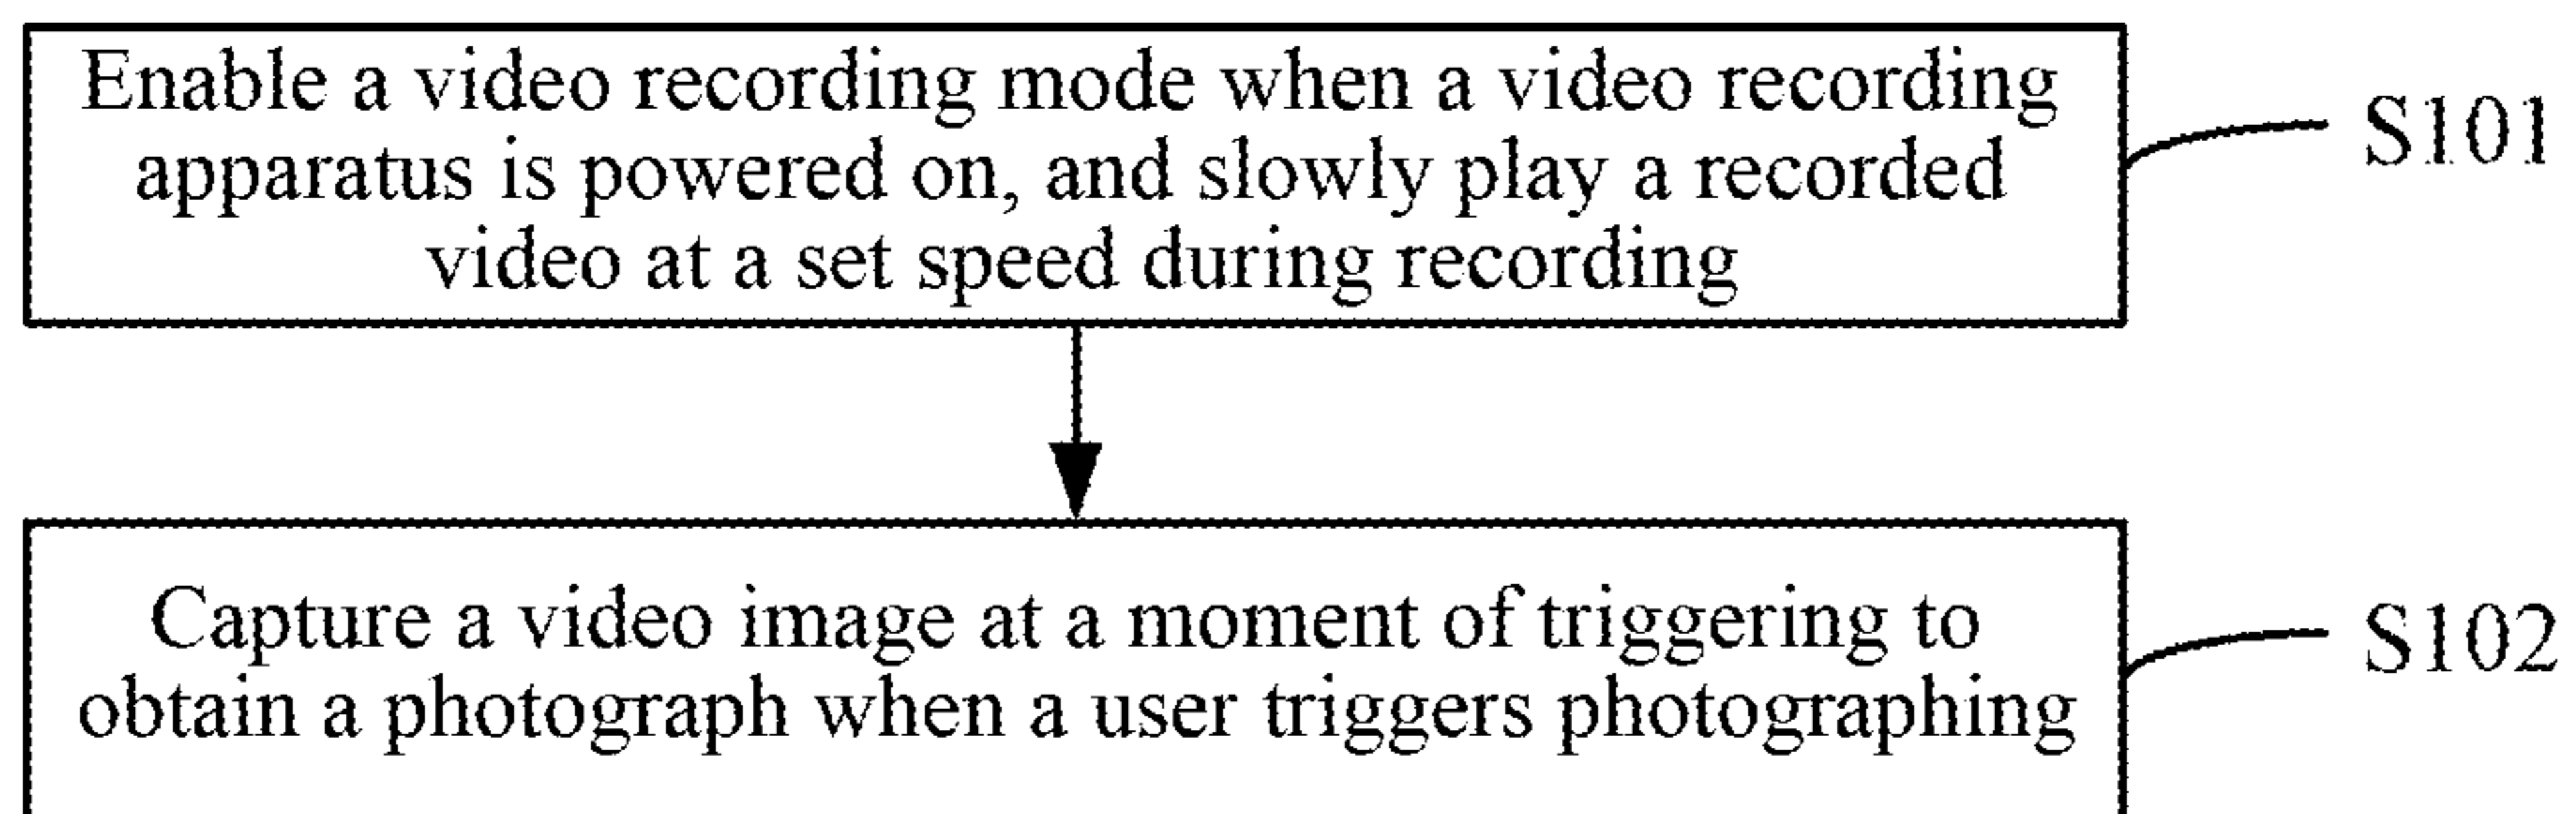 Enable a video recording mode when a video recording
apparatus is powered on, and slowly play a recorded
video at a set speed during recording
S101
Capture a video image at a moment of triggering to
obtain a photograph when a user triggers photographing
S102